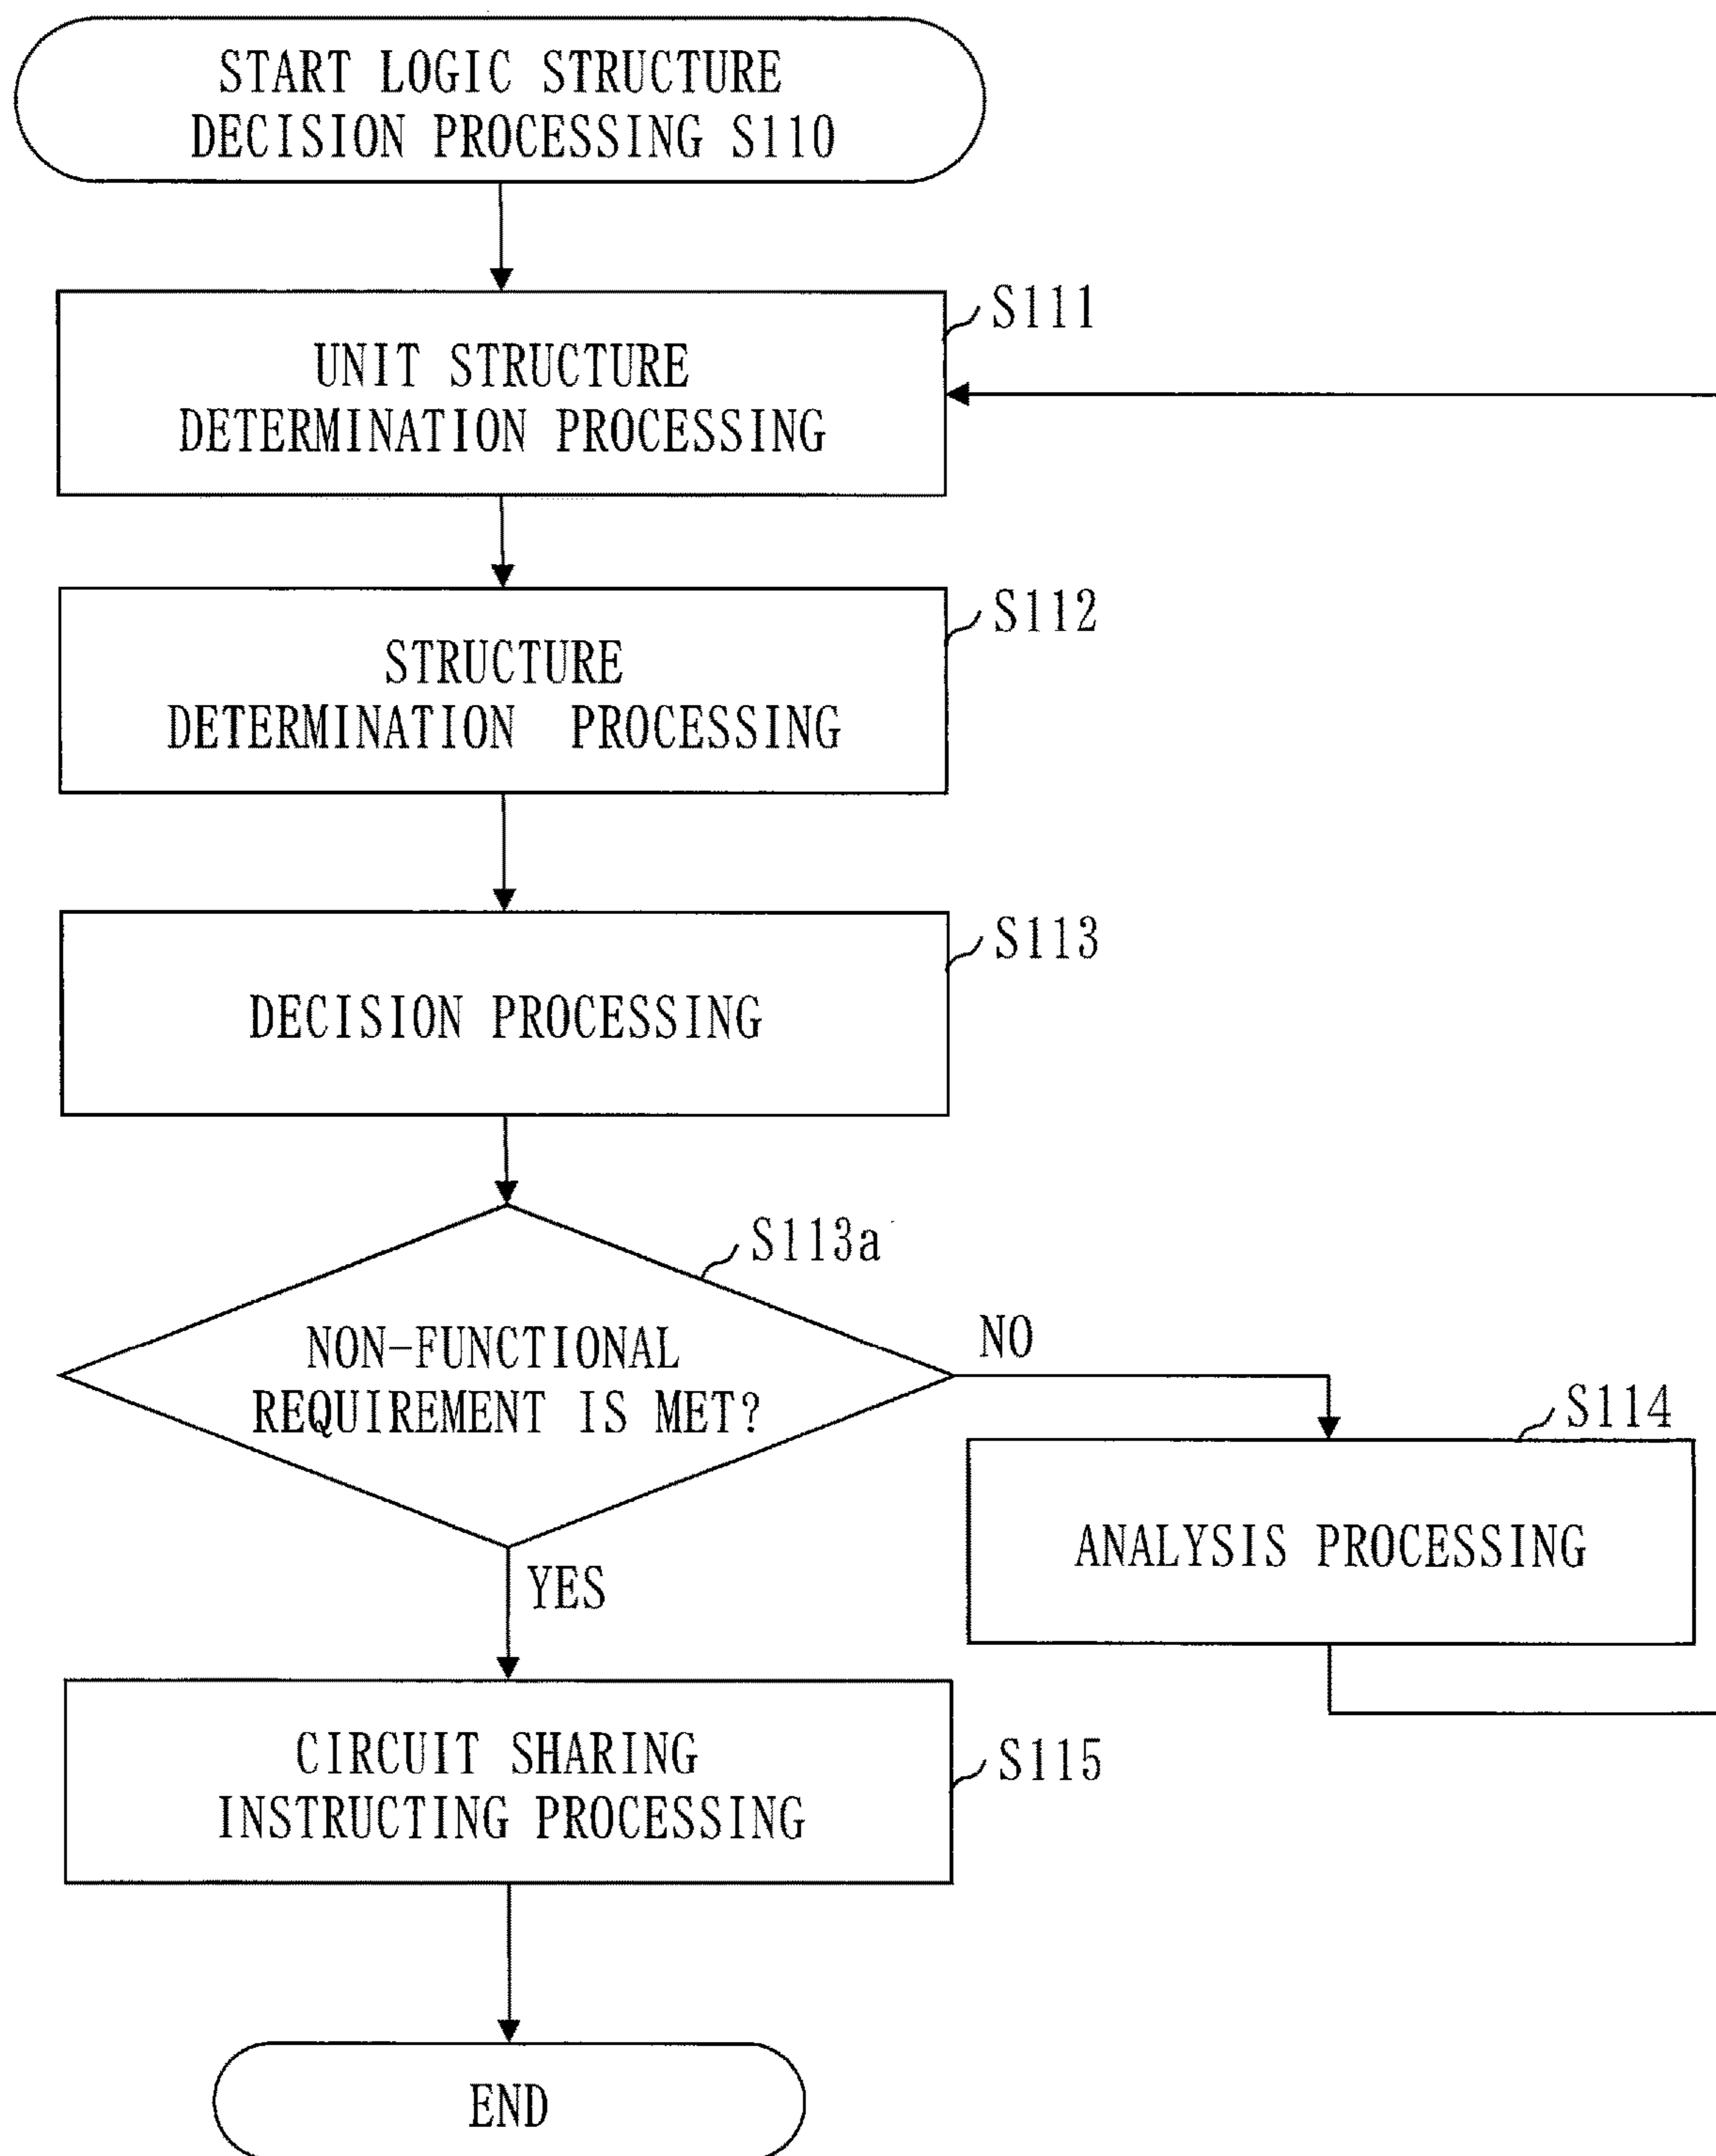 START LOGIC STRUCTURE
DECISION PROCESSING S110
S111
UNIT STRUCTURE
DETERMINATION PROCESSING
S112
STRUCTURE
DETERMINATION PROCESSING
S113
DECISION PROCESSING
S113a
NON-FUNCTIONAL
REQUIREMENT IS MET?
NO
S114
ANALYSIS PROCESSING
YES
CIRCUIT SHARING
INSTRUCTING PROCESSING
S115
END